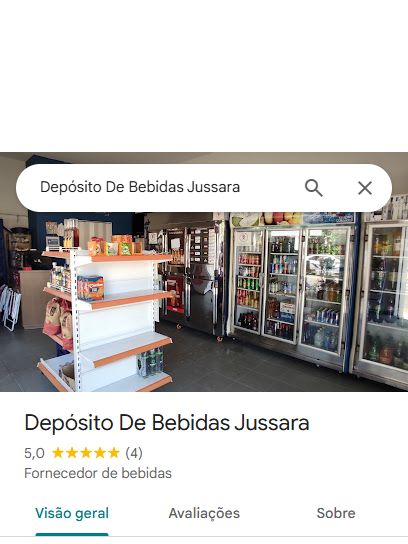 Depósito De Bebidas Jussara
Depósito De Bebidas Jussara
5,0 (4)
Fornecedor de bebidas
Visão geral Avaliações Sobre